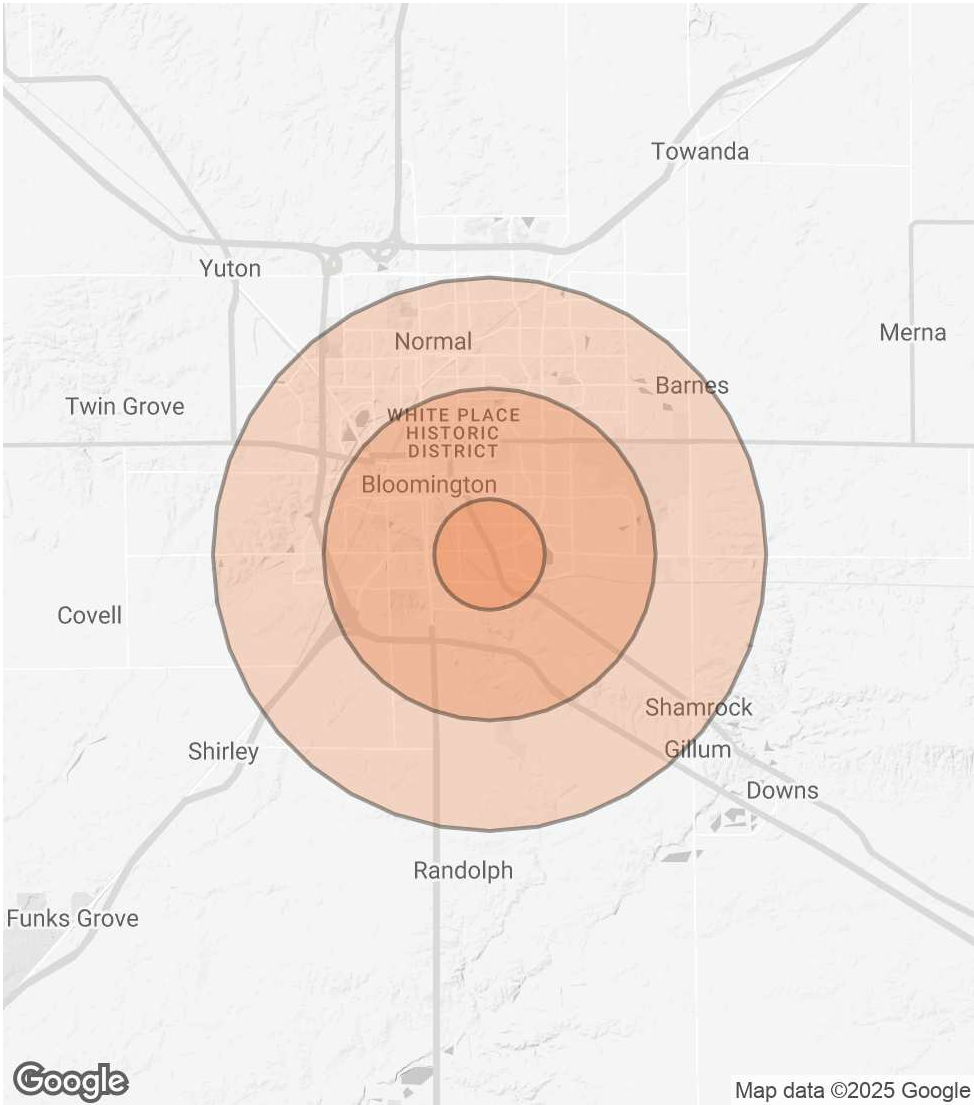 Towanda
Yuton
Merna
Normal
Barnes
Twin Grove
WHITE PLACE
HISTORIC
DISTRICT
Bloomington
Covell
Shamrock
Shirley
Gillum
Downs
Randolph
Funks Grove
Google
Map data ©2025 Google